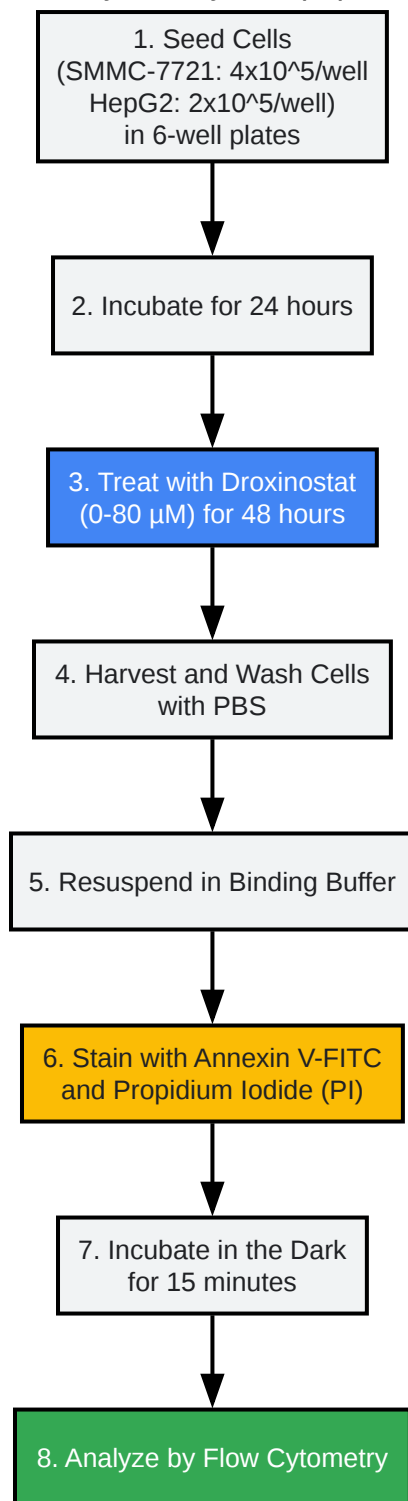 1. Seed Cells
(SMMC-7721: 4x10^5/well
HepG2: 2x10^5/well)
in 6-well plates
2. Incubate for 24 hours
3. Treat with Droxinostat
(0-80 µM) for 48 hours
4. Harvest and Wash Cells
with PBS
5. Resuspend in Binding Buffer
6. Stain with Annexin V-FITC
and Propidium Iodide (PI)
7. Incubate in the Dark
for 15 minutes
8. Analyze by Flow Cytometry